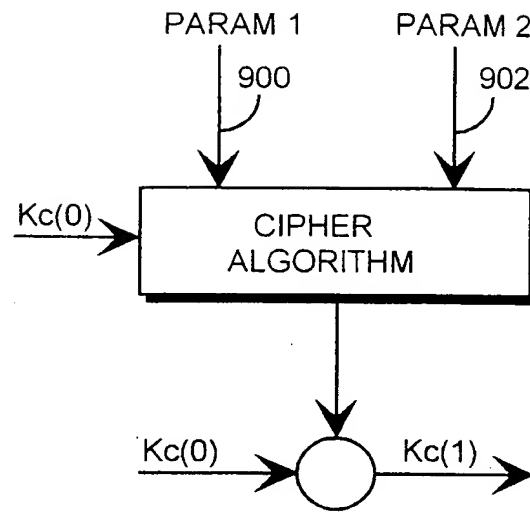 PARAM 1
PARAM 2
900
902
Kc(0)
CIPHER
ALGORITHM
Kc(0)
Kc(1)